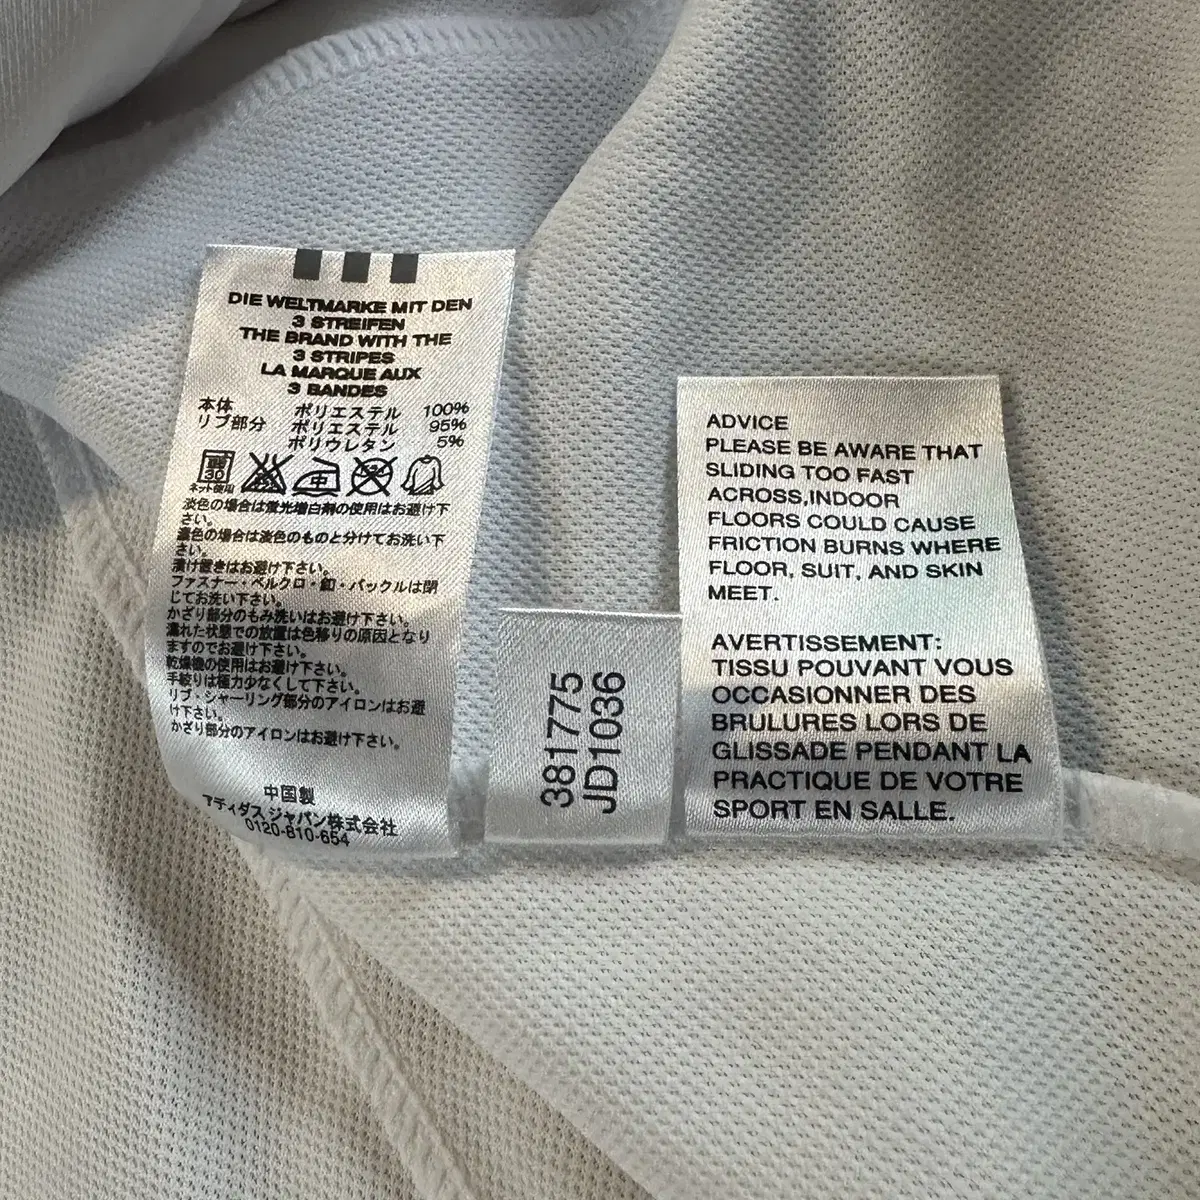 DIE WELTMARKE MIT DEN
3 STREIFEN
THE BRAND WITH THE
3 STRIPES
LA MARQUE AUX
3 BANDES
本体 ポリエステル 100%
リブ部分 ポリエステル 95%
ポリウレタン 5%
30 中
ネット使用
淡色の場合は蛍光増白剤の使用はお避け下
さい。
濃色の場合は淡色のものと分けてお洗い下
さい。
漬け置きはお避け下さい。
ファスナー・ベルクロ・釦・バックルは閉
じてお洗い下さい。
かざり部分のもみ洗いはお避け下さい。
濡れた状態での放置は色移りの原因となり
ますのでお避け下さい。
乾燥機の使用はお避け下さい。
手絞りは極力少なくして下さい。
リブ・シャーリング部分のアイロンはお避
け下さい。
かざり部分のアイロンはお避け下さい。
中国製
アディダス ジャパン株式会社
0120-810-654
381775
JD1036
ADVICE
PLEASE BE AWARE THAT
SLIDING TOO FAST
ACROSS,INDOOR
FLOORS COULD CAUSE
FRICTION BURNS WHERE
FLOOR, SUIT, AND SKIN
MEET.
AVERTISSEMENT:
TISSU POUVANT VOUS
OCCASIONNER DES
BRULURES LORS DE
GLISSADE PENDANT LA
PRACTIQUE DE VOTRE
SPORT EN SALLE.